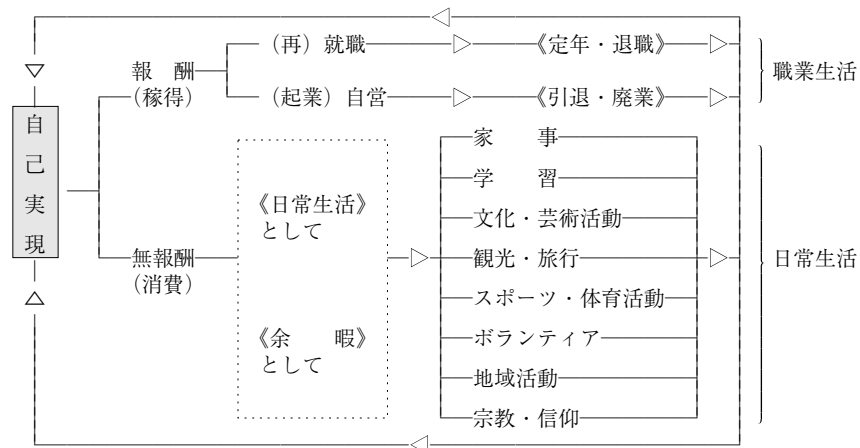 (再)就職
《定年・退職》
報　酬
(稼得)
職業生活
(起業)自営
《引退・廃業》
自己実現
家　　事
学　　習
《日常生活》
として
文化・芸術活動
無報酬
(消費)
観光・旅行
日常生活
スポーツ・体育活動
《余　　暇》
として
ボランティア
地域活動
宗教・信仰